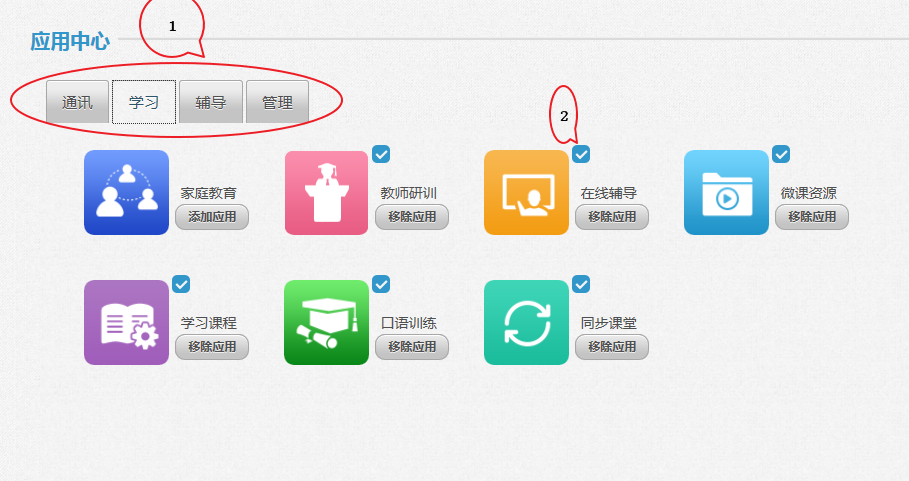 1
应用中心
通讯 学习 辅导 管理
2
家庭教育 教师研训 在线辅导 微课资源
添加应用 移除应用 移除应用 移除应用
学习课程 口语训练 同步课堂
移除应用 移除应用 移除应用